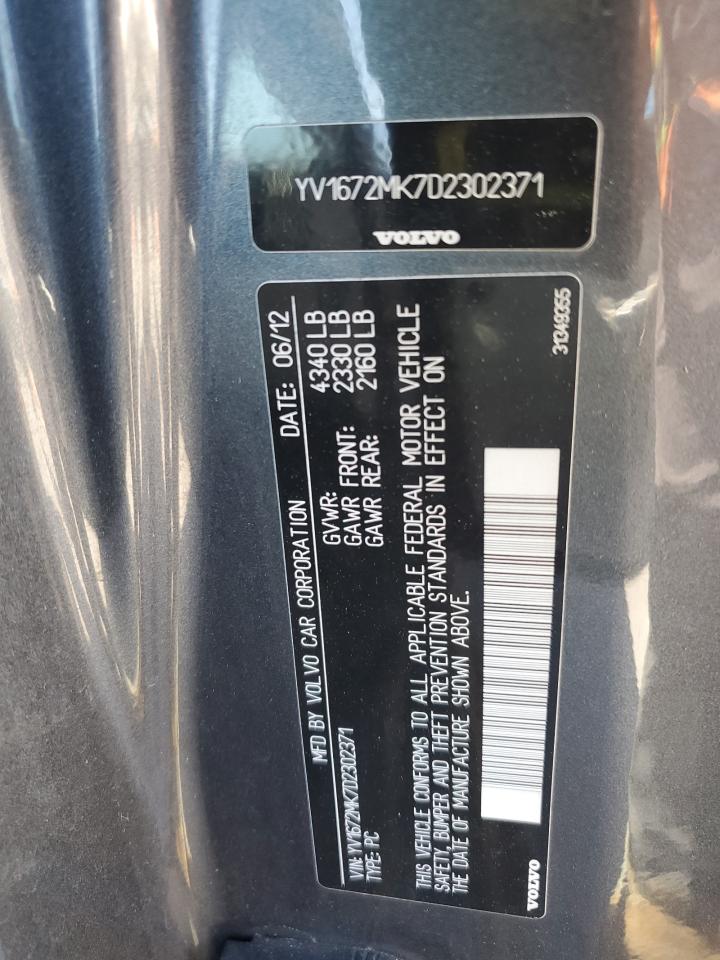 YV1672MK7D2302371
VOLVO
MFD BY VOLVO CAR CORPORATION DATE: 06/12
GVWR: 4340 LB
GAWR FRONT: 2330 LB
GAWR REAR: 2160 LB
VIN:YV1672MK7D2302371
TYPE: PC
THIS VEHICLE CONFORMS TO ALL APPLICABLE FEDERAL MOTOR VEHICLE
SAFETY, BUMPER AND THEFT PREVENTION STANDARDS IN EFFECT ON
THE DATE OF MANUFACTURE SHOWN ABOVE.
VOLVO
31349355